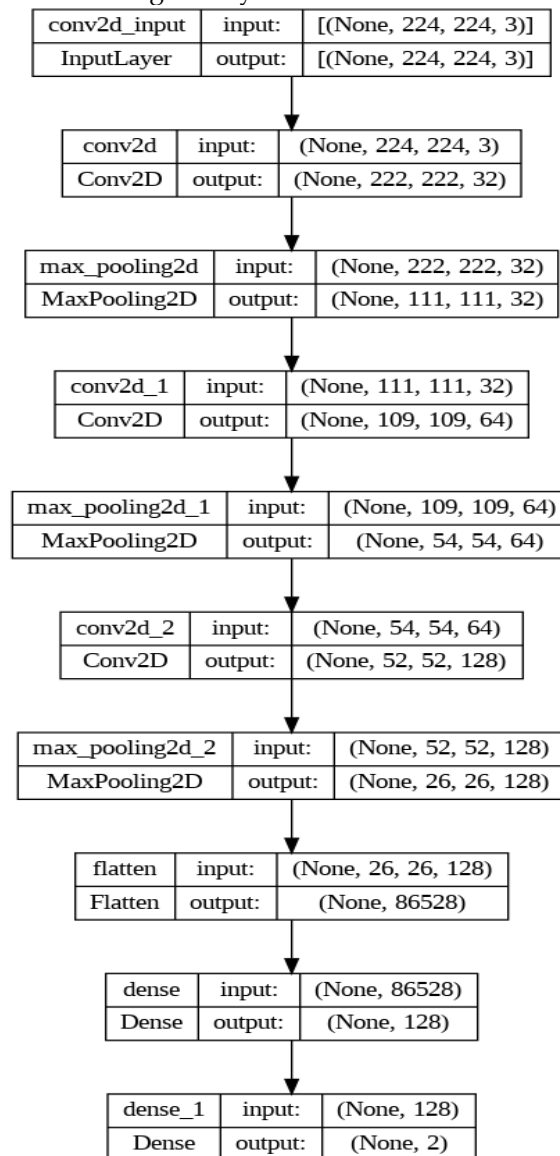 conv2d_input input: [(None, 224, 224, 3)]
InputLayer output: [(None, 224, 224, 3)]
conv2d input: (None, 224, 224, 3)
Conv2D output: (None, 222, 222, 32)
max_pooling2d input: (None, 222, 222, 32)
MaxPooling2D output: (None, 111, 111, 32)
conv2d_1 input: (None, 111, 111, 32)
Conv2D output: (None, 109, 109, 64)
max_pooling2d_1 input: (None, 109, 109, 64)
MaxPooling2D output: (None, 54, 54, 64)
conv2d_2 input: (None, 54, 54, 64)
Conv2D output: (None, 52, 52, 128)
max_pooling2d_2 input: (None, 52, 52, 128)
MaxPooling2D output: (None, 26, 26, 128)
flatten input: (None, 26, 26, 128)
Flatten output: (None, 86528)
dense input: (None, 86528)
Dense output: (None, 128)
dense_1 input: (None, 128)
Dense output: (None, 2)